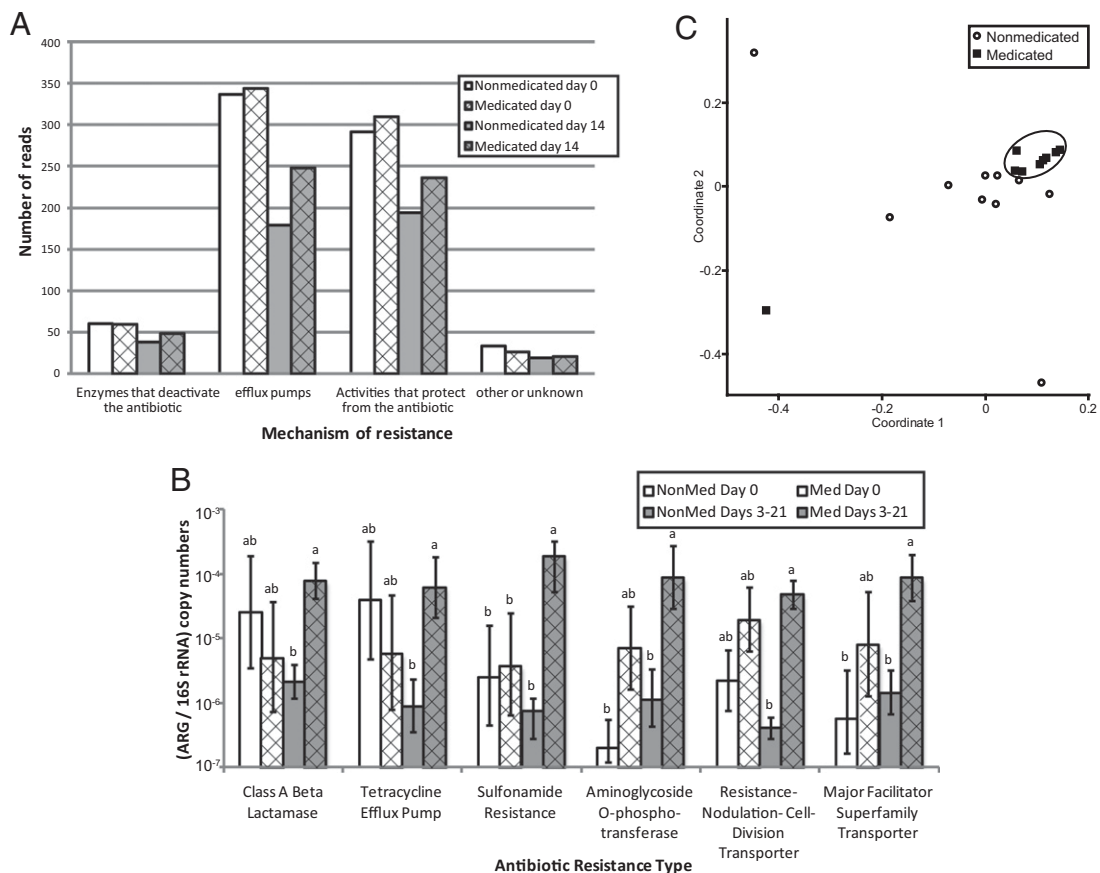 A
400
350
300
250
200
150
100
50
0
Number of reads
Nonmedicated day 0
Medicated day 0
Nonmedicated day 14
Medicated day 14
Enzymes that deactivate
the antibiotic
efflux pumps
Activities that protect
from the antibiotic
other or unknown
Mechanism of resistance
C
Nonmedicated
Medicated
0.2
0
-0.2
-0.4
Coordinate 2
-0.4
-0.2
0
0.2
Coordinate 1
B
NonMed Day 0
Med Day 0
NonMed Days 3-21
Med Days 3-21
(ARG / 16S rRNA) copy numbers
10-3
10-4
10-5
10-6
10-7
ab
ab
b
a
ab
ab
b
a
b
b
b
a
b
ab
b
a
ab
ab
b
a
b
ab
b
a
Class A Beta
Lactamase
Tetracycline
Efflux Pump
Sulfonamide
Resistance
Aminoglycoside
O-phospho-
transferase
Resistance-
Nodulation- Cell-
Division
Transporter
Major Facilitator
Superfamily
Transporter
Antibiotic Resistance Type